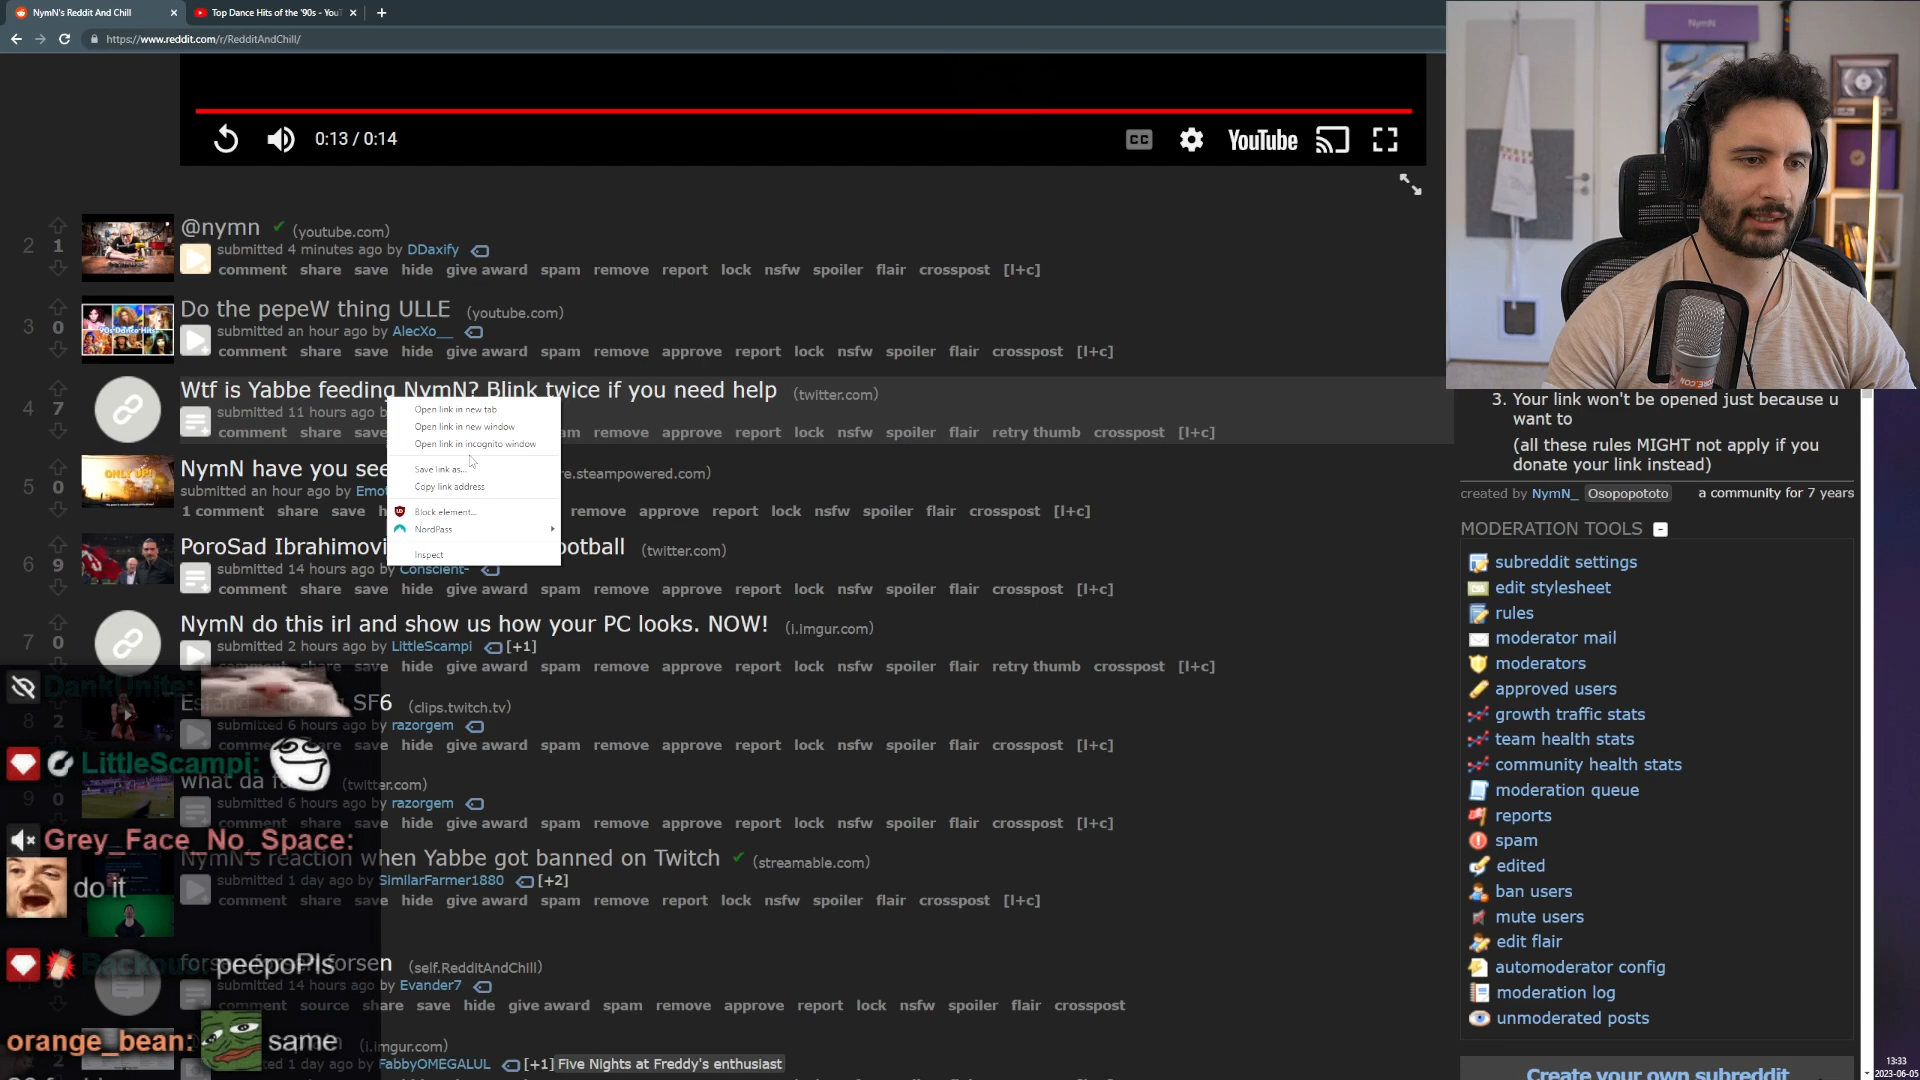 NymN's Reddit And Chill
Top Dance Hits of the '90s - YouT
https://www.reddit.com/r/RedditAndChill/
NymN
0:13 / 0:14
CC
YouTube
2
1
@nymn ✔ (youtube.com)
submitted 4 minutes ago by DDaxify
comment share save hide give award spam remove report lock nsfw spoiler flair crosspost [l+c]
3
0
Do the pepeW thing ULLE (youtube.com)
submitted an hour ago by AlecXo__
comment share save hide give award spam remove approve report lock nsfw spoiler flair crosspost [l+c]
4
7
Wtf is Yabbe feeding NymN? Blink twice if you need help (twitter.com)
submitted 11 hours ago b
am remove approve report lock nsfw spoiler flair retry thumb crosspost [l+c]
Open link in new tab
Open link in new window
Open link in incognito window
Save link as...
Copy link address
Block element...
NordPass
Inspect
5
0
NymN have you see re.steampowered.com)
submitted an hour ago by Emot
1 comment share save h remove approve report lock nsfw spoiler flair crosspost [l+c]
6
9
PoroSad Ibrahimovi ootball (twitter.com)
submitted 14 hours ago by Conscient-
comment share save hide give award spam remove approve report lock nsfw spoiler flair crosspost [l+c]
7
0
NymN do this irl and show us how your PC looks. NOW! (i.imgur.com)
submitted 2 hours ago by LittleScampi [+1]
comment share save hide give award spam remove approve report lock nsfw spoiler flair retry thumb crosspost [l+c]
DankUnite:
8
2
SF6 (clips.twitch.tv)
submitted 6 hours ago by razorgem
comment share save hide give award spam remove approve report lock nsfw spoiler flair crosspost [l+c]
LittleScampi:
9
0
what da f (twitter.com)
submitted 6 hours ago by razorgem
comment share save hide give award spam remove approve report lock nsfw spoiler flair crosspost [l+c]
Grey_Face_No_Space:
do it
NymN's reaction when Yabbe got banned on Twitch ✔ (streamable.com)
submitted 1 day ago by SimilarFarmer1880 [+2]
comment share save hide give award spam remove report lock nsfw spoiler flair crosspost [l+c]
peepoPls
forsen (self.RedditAndChill)
submitted 14 hours ago by Evander7
comment source share save hide give award spam remove approve report lock nsfw spoiler flair crosspost
orange_bean: same
2
(i.imgur.com)
1 day ago by FabbyOMEGALUL [+1] Five Nights at Freddy's enthusiast
3. Your link won't be opened just because u
want to
(all these rules MIGHT not apply if you
donate your link instead)
created by NymN_ Osopopototo a community for 7 years
MODERATION TOOLS
subreddit settings
edit stylesheet
rules
moderator mail
moderators
approved users
growth traffic stats
team health stats
community health stats
moderation queue
reports
spam
edited
ban users
mute users
edit flair
automoderator config
moderation log
unmoderated posts
Create your own subreddit
13:33
2023-06-05